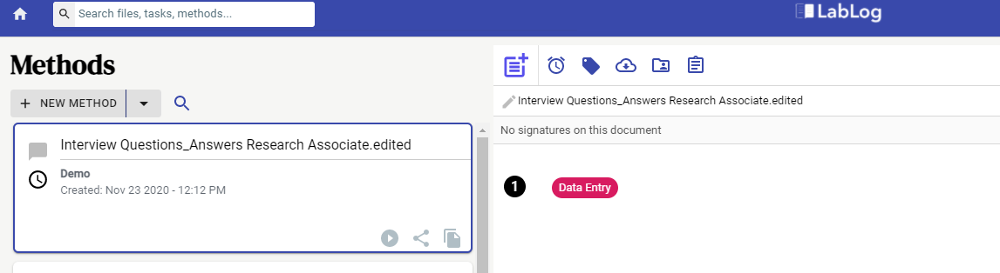 Search files, tasks, methods...
LabLog
Methods
+ NEW METHOD
Interview Questions_Answers Research Associate.edited
Demo
Created: Nov 23 2020 - 12:12 PM
Interview Questions_Answers Research Associate.edited
No signatures on this document
1 Data Entry